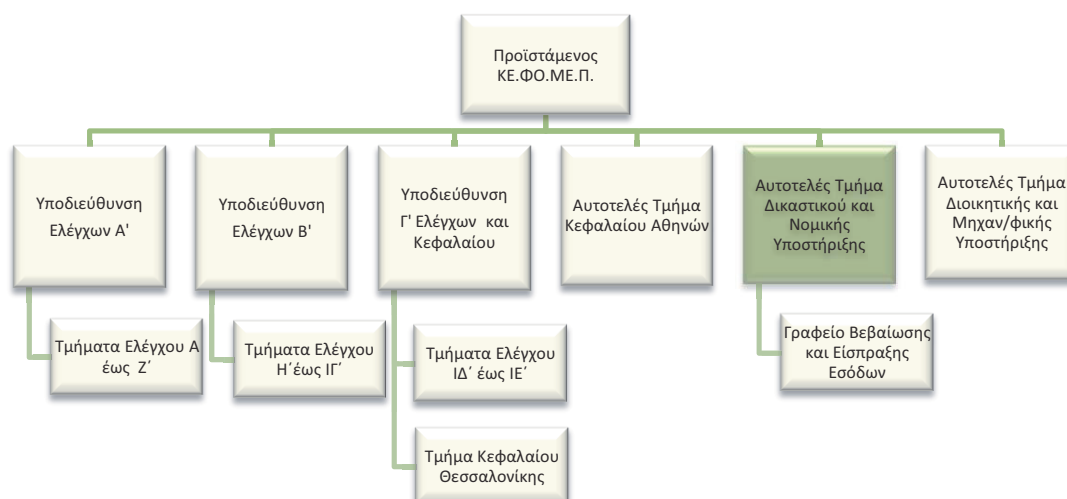 Προϊστάμενος
ΚΕ.ΦΟ.ΜΕ.Π.
Υποδιεύθυνση
Ελέγχων Α'
Υποδιεύθυνση
Ελέγχων Β'
Υποδιεύθυνση
Γ' Ελέγχων και
Κεφαλαίου
Αυτοτελές Τμήμα
Κεφαλαίου Αθηνών
Αυτοτελές Τμήμα
Δικαστικού και
Νομικής
Υποστήριξης
Αυτοτελές Τμήμα
Διοικητικής και
Μηχαν/φικής
Υποστήριξης
Τμήματα Ελέγχου Α
έως Ζ΄
Τμήματα Ελέγχου
Η΄έως ΙΓ΄
Τμήματα Ελέγχου
ΙΔ΄ έως ΙΕ΄
Τμήμα Κεφαλαίου
Θεσσαλονίκης
Γραφείο Βεβαίωσης
και Είσπραξης
Εσόδων